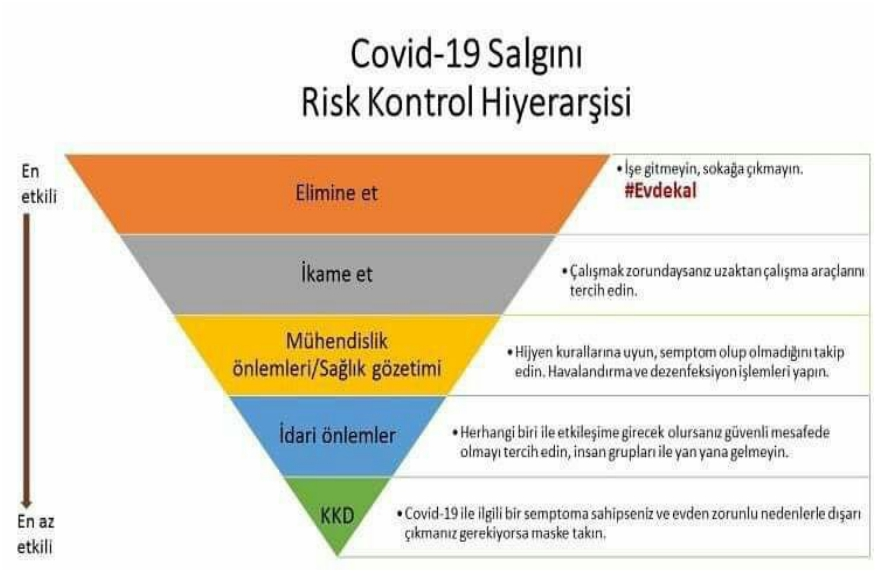 Covid-19 Salgını
Risk Kontrol Hiyerarşisi
En
etkili
Elimine et
• İşe gitmeyin, sokağa çıkmayın.
#Evdekal
İkame et
• Çalışmak zorundaysanız uzaktan çalışma araçlarını
tercih edin.
Mühendislik
önlemleri/Sağlık gözetimi
• Hijyen kurallarına uyun, semptom olup olmadığını takip
edin. Havalandırma ve dezenfeksiyon işlemleri yapın.
İdari önlemler
• Herhangi biri ile etkileşime girecek olursanız güvenli mesafede
olmayı tercih edin, insan grupları ile yan yana gelmeyin.
KKD
• Covid-19 ile ilgili bir semptoma sahipseniz ve evden zorunlu nedenlerle dışarı
çıkmanız gerekiyorsa maske takın.
En az
etkili